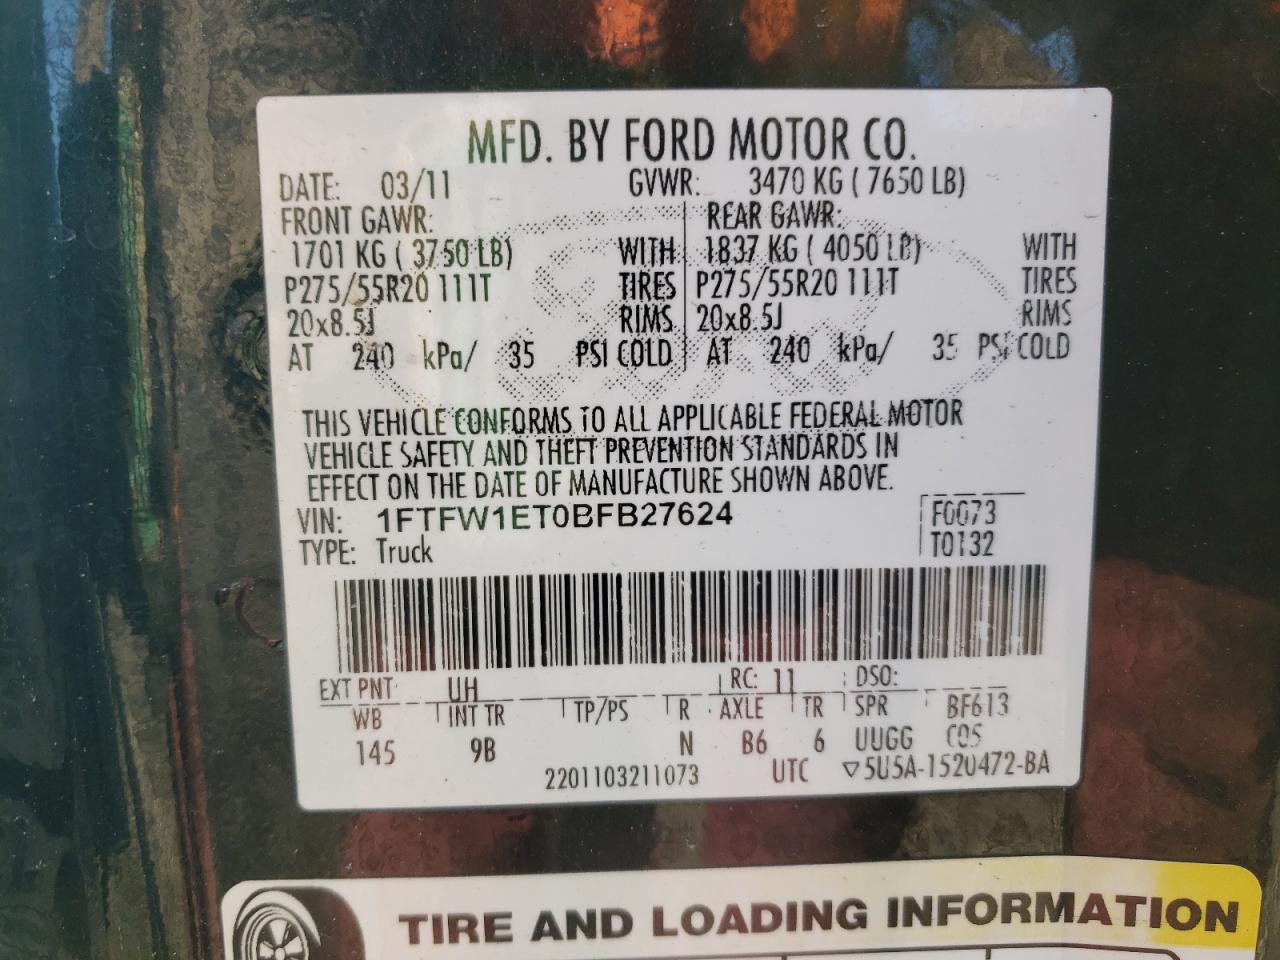 MFD. BY FORD MOTOR CO.
DATE: 03/11 GVWR: 3470 KG ( 7650 LB)
FRONT GAWR: REAR GAWR:
1701 KG ( 3750 LB) WITH 1837 KG ( 4050 LB) WITH
P275/55R20 111T TIRES P275/55R20 111T TIRES
20x8.5J RIMS 20x8.5J RIMS
AT 240 kPa/ 35 PSI COLD AT 240 kPa/ 35 PSI COLD
THIS VEHICLE CONFORMS TO ALL APPLICABLE FEDERAL MOTOR
VEHICLE SAFETY AND THEFT PREVENTION STANDARDS IN
EFFECT ON THE DATE OF MANUFACTURE SHOWN ABOVE.
VIN: 1FTFW1ET0BFB27624 F0073
TYPE: Truck T0132
EXT PNT: UH RC: 11 DSO:
WB INT TR TP/PS R AXLE TR SPR BF613
145 9B N B6 6 UUGG C05
2201103211073 UTC ▽5U5A-1520472-BA
TIRE AND LOADING INFORMATION